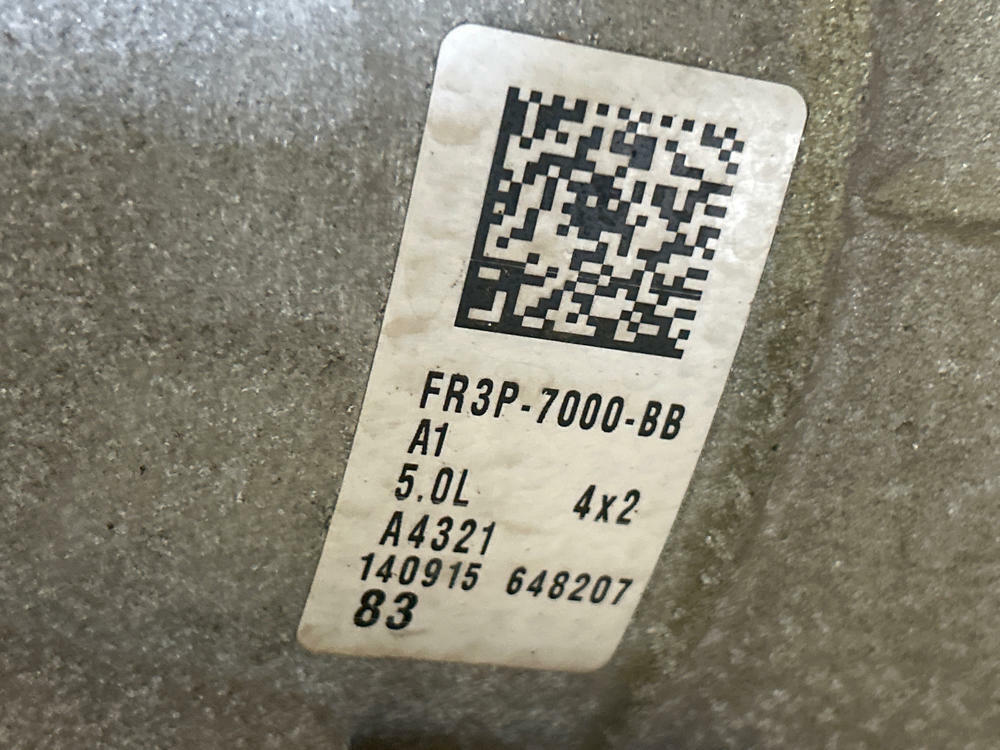 FR3P-7000-BB
A1
5.0L 4x2
A4321
140915 648207
83